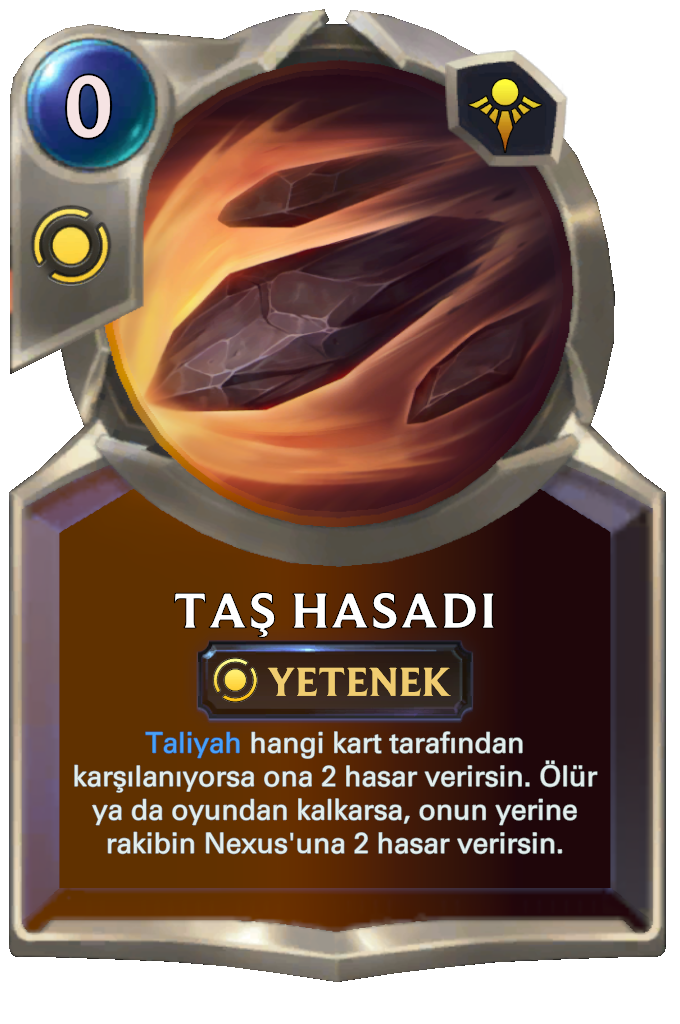 0
TAŞ HASADI
YETENEK
Taliyah hangi kart tarafından
karşılanıyorsa ona 2 hasar verirsin. Ölür
ya da oyundan kalkarsa, onun yerine
rakibin Nexus'una 2 hasar verirsin.